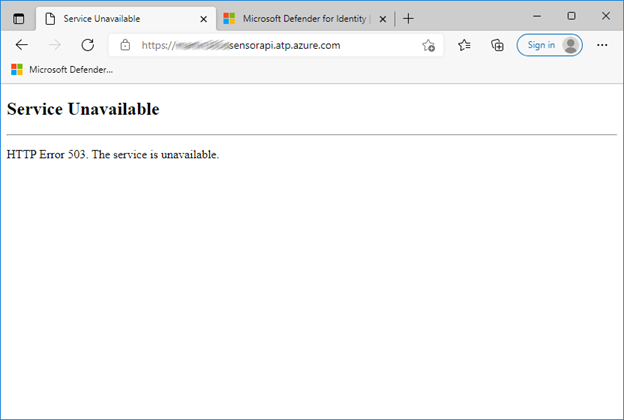 Service Unavailable
Microsoft Defender for Identity |
https://sensorapi.atp.azure.com
Sign in
Microsoft Defender...
Service Unavailable
HTTP Error 503. The service is unavailable.